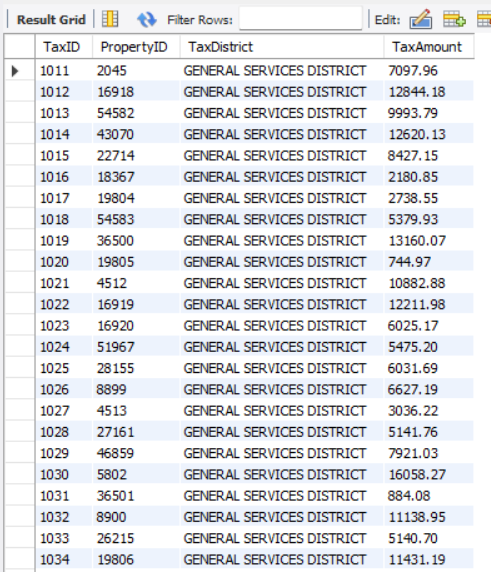 Result Grid Filter Rows: Edit:
TaxID PropertyID TaxDistrict TaxAmount
1011 2045 GENERAL SERVICES DISTRICT 7097.96
1012 16918 GENERAL SERVICES DISTRICT 12844.18
1013 54582 GENERAL SERVICES DISTRICT 9993.79
1014 43070 GENERAL SERVICES DISTRICT 12620.13
1015 22714 GENERAL SERVICES DISTRICT 8427.15
1016 18367 GENERAL SERVICES DISTRICT 2180.85
1017 19804 GENERAL SERVICES DISTRICT 2738.55
1018 54583 GENERAL SERVICES DISTRICT 5379.93
1019 36500 GENERAL SERVICES DISTRICT 13160.07
1020 19805 GENERAL SERVICES DISTRICT 744.97
1021 4512 GENERAL SERVICES DISTRICT 10882.88
1022 16919 GENERAL SERVICES DISTRICT 12211.98
1023 16920 GENERAL SERVICES DISTRICT 6025.17
1024 51967 GENERAL SERVICES DISTRICT 5475.20
1025 28155 GENERAL SERVICES DISTRICT 6031.69
1026 8899 GENERAL SERVICES DISTRICT 6627.19
1027 4513 GENERAL SERVICES DISTRICT 3036.22
1028 27161 GENERAL SERVICES DISTRICT 5141.76
1029 46859 GENERAL SERVICES DISTRICT 7921.03
1030 5802 GENERAL SERVICES DISTRICT 16058.27
1031 36501 GENERAL SERVICES DISTRICT 884.08
1032 8900 GENERAL SERVICES DISTRICT 11138.95
1033 26215 GENERAL SERVICES DISTRICT 5140.70
1034 19806 GENERAL SERVICES DISTRICT 11431.19